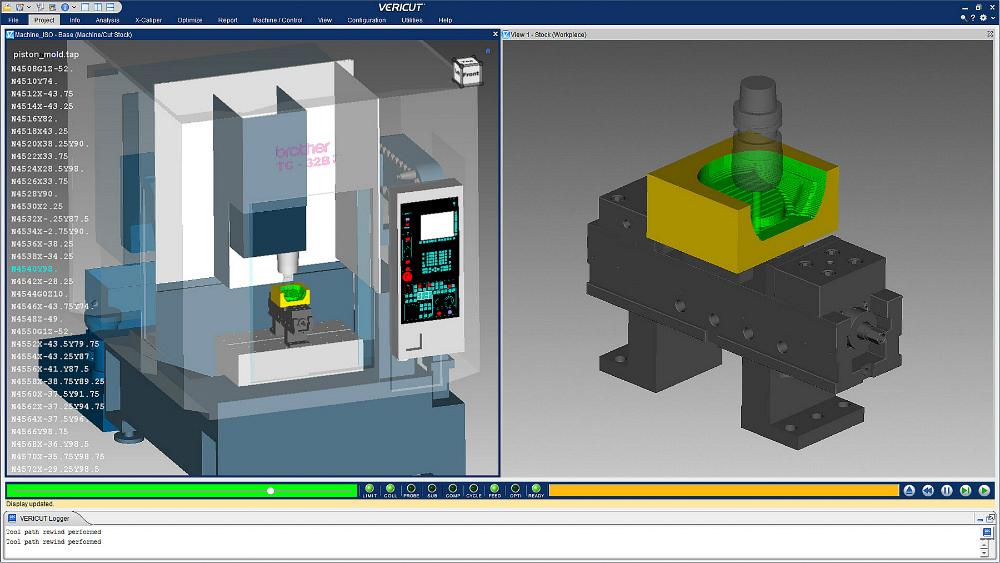 VERICUT
File Project Info Analysis X-Caliper Optimize Report Machine / Control View Configuration Utilities Help
Machine_ISO - Base (Machine/Cut Stock)
View 1 - Stock (Workpiece)
piston_mold.tap
N4508G1Z-52.
N4510Y74.
N4512X-43.75
N4514X-43.25
N4516Y82.
N4518X43.25
N4520X38.25Y90.
N4522X33.75
N4524X28.5Y98.
N4526X33.75
N4528Y90.
N4530X2.25
N4532X-.25Y87.5
N4534X-2.75Y90.
N4536X-38.25
N4538X-34.25
N4540Y98.
N4542X-28.25
N4544G0Z10.
N4546X-43.75Y74.
N4548Z-49.
N4550G1Z-52.
N4552X-43.5Y79.75
N4554X-43.25Y87.
N4556X-41.Y87.5
N4558X-38.75Y89.25
N4560X-37.5Y91.75
N4562X-37.25Y94.75
N4564X-37.5Y96.
N4566Y98.75
N4568X-36.Y98.5
N4570X-35.75Y98.75
N4572X-29.25Y98.5
Front
brother
TC - 32B
LIMIT COLL PROBE SUB COMP CYCLE FEED OPTI READY
Display updated.
VERICUT Logger
Tool path rewind performed
Tool path rewind performed